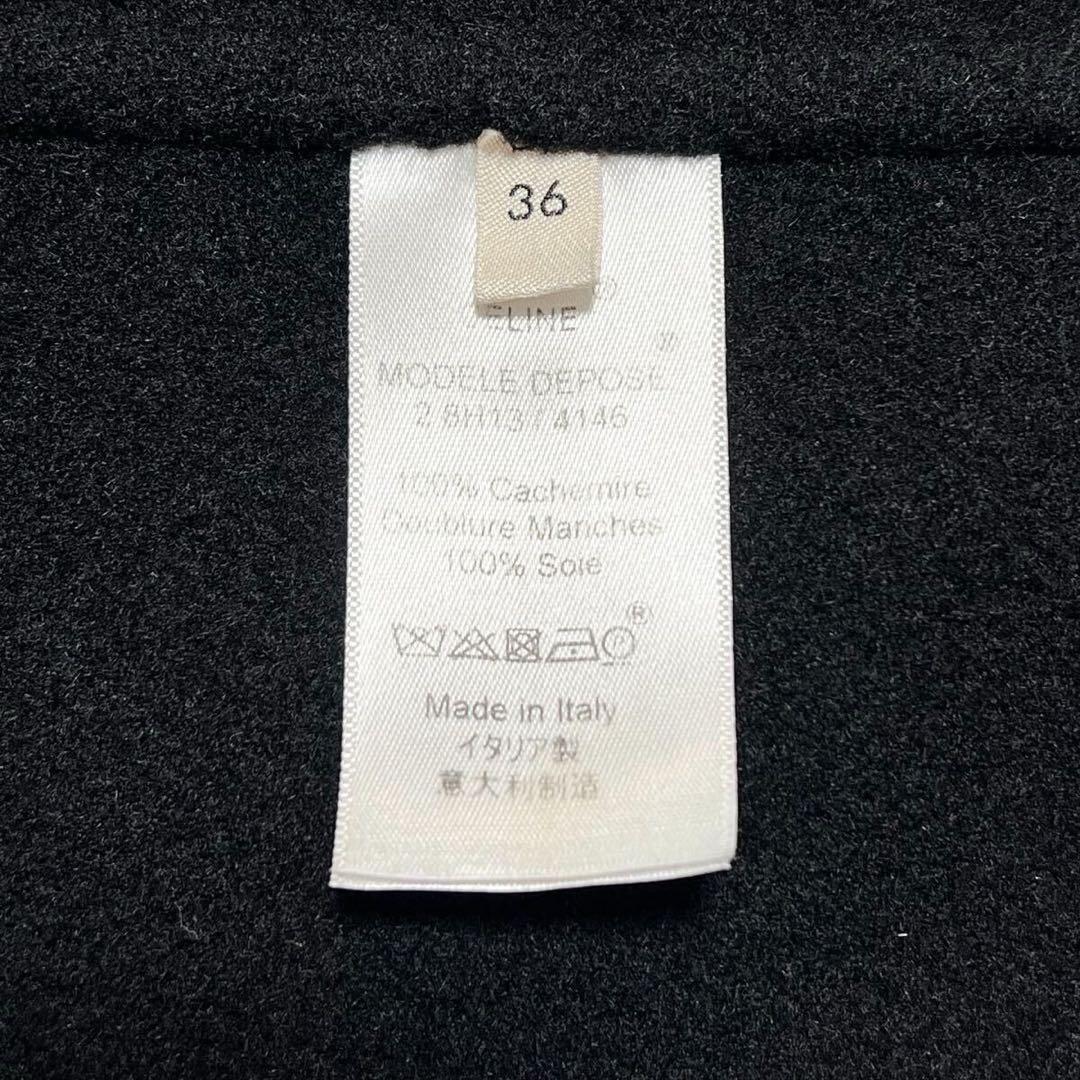 36
®
ELINE
MODELE DEPOSE
2 8H13 / 4146
100% Cachemire
Doublure Manches
100% Soie
®
Made in Italy
イタリア製
意大利制造